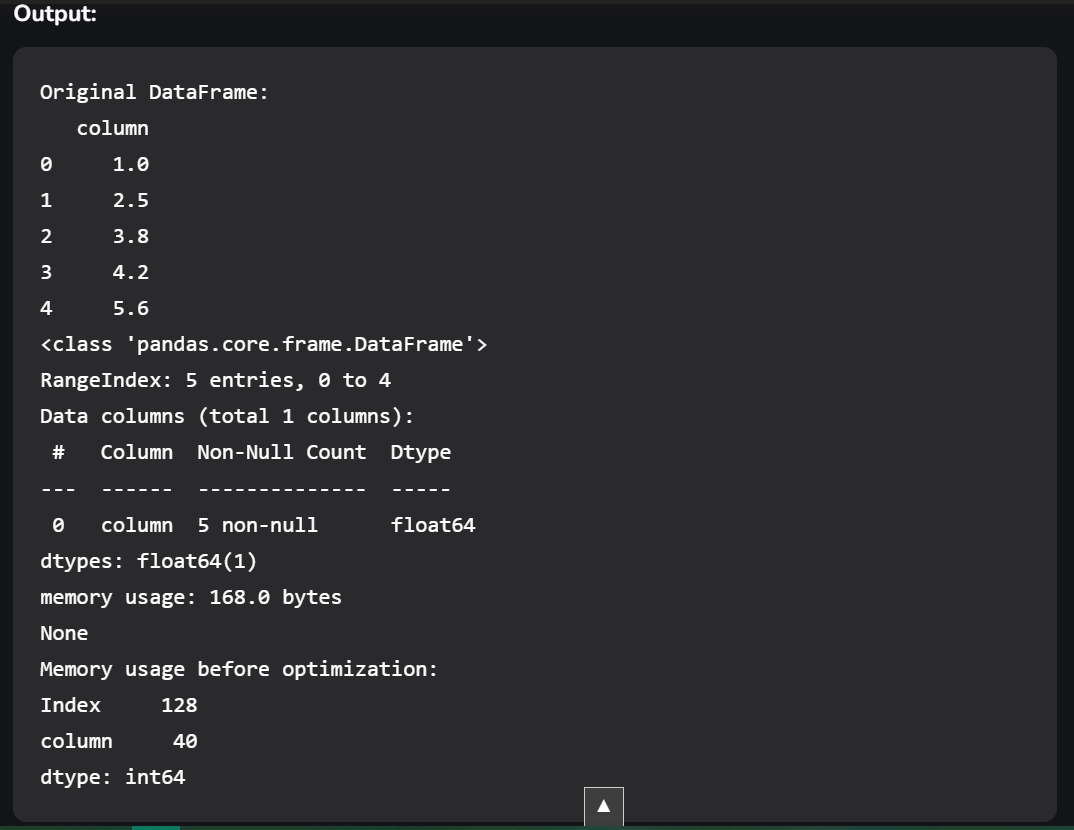 Output:
Original DataFrame:
   column
0     1.0
1     2.5
2     3.8
3     4.2
4     5.6
<class 'pandas.core.frame.DataFrame'>
RangeIndex: 5 entries, 0 to 4
Data columns (total 1 columns):
 #   Column  Non-Null Count  Dtype
---  ------  --------------  -----
 0   column  5 non-null      float64
dtypes: float64(1)
memory usage: 168.0 bytes
None
Memory usage before optimization:
Index     128
column     40
dtype: int64